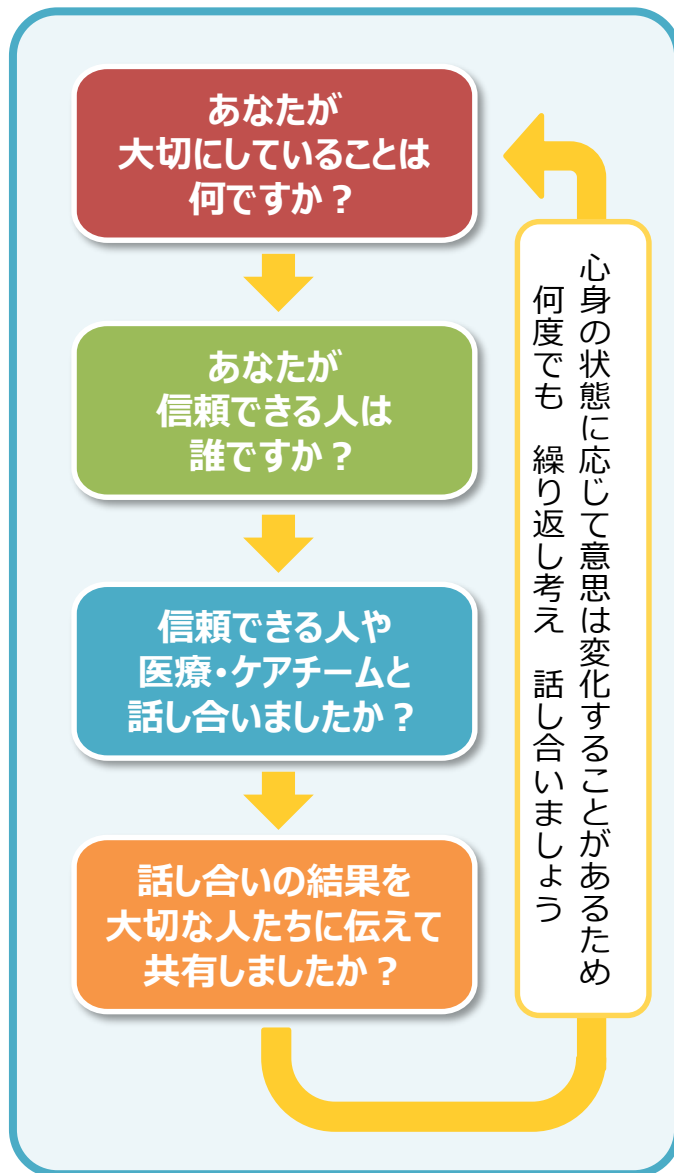 あなたが
大切にしていることは
何ですか？
あなたが
信頼できる人は
誰ですか？
信頼できる人や
医療・ケアチームと
話し合いましたか？
話し合いの結果を
大切な人たちに伝えて
共有しましたか？
心身の状態に応じて意思は変化することがあるため
何度でも　繰り返し考え　話し合いましょう